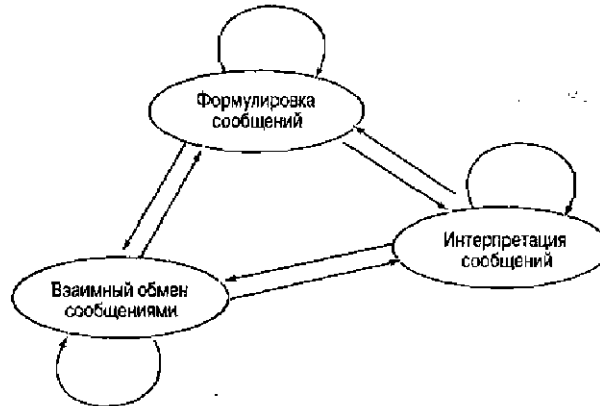 Формулировка
сообщений
Интерпретация
сообщений
Взаимный обмен
сообщениями